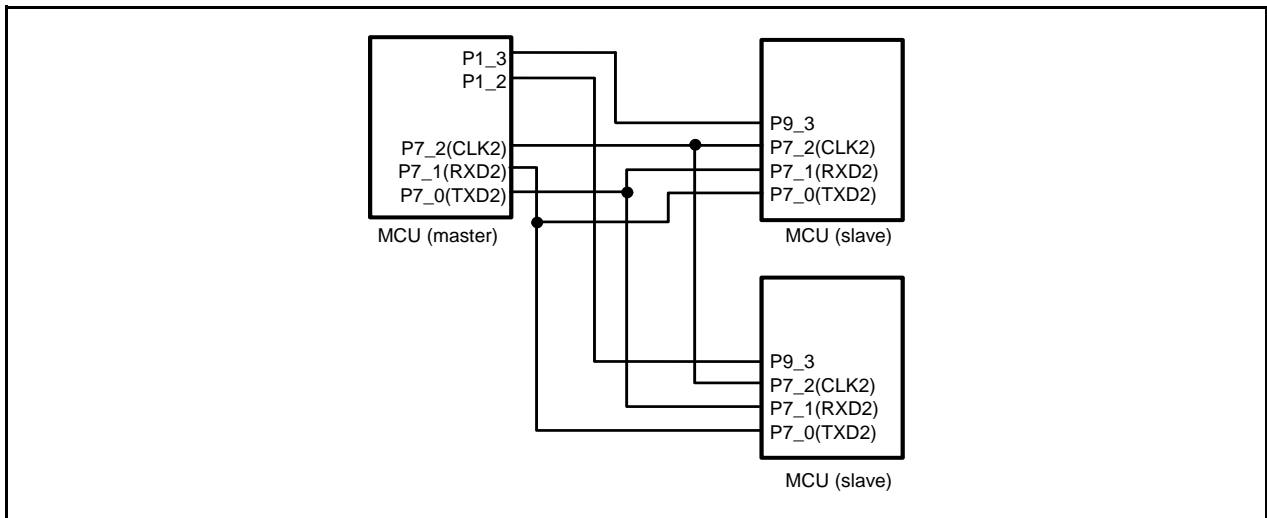 P1_3
P1_2
P7_2(CLK2)
P7_1(RXD2)
P7_0(TXD2)
MCU (master)
P9_3
P7_2(CLK2)
P7_1(RXD2)
P7_0(TXD2)
MCU (slave)
P9_3
P7_2(CLK2)
P7_1(RXD2)
P7_0(TXD2)
MCU (slave)